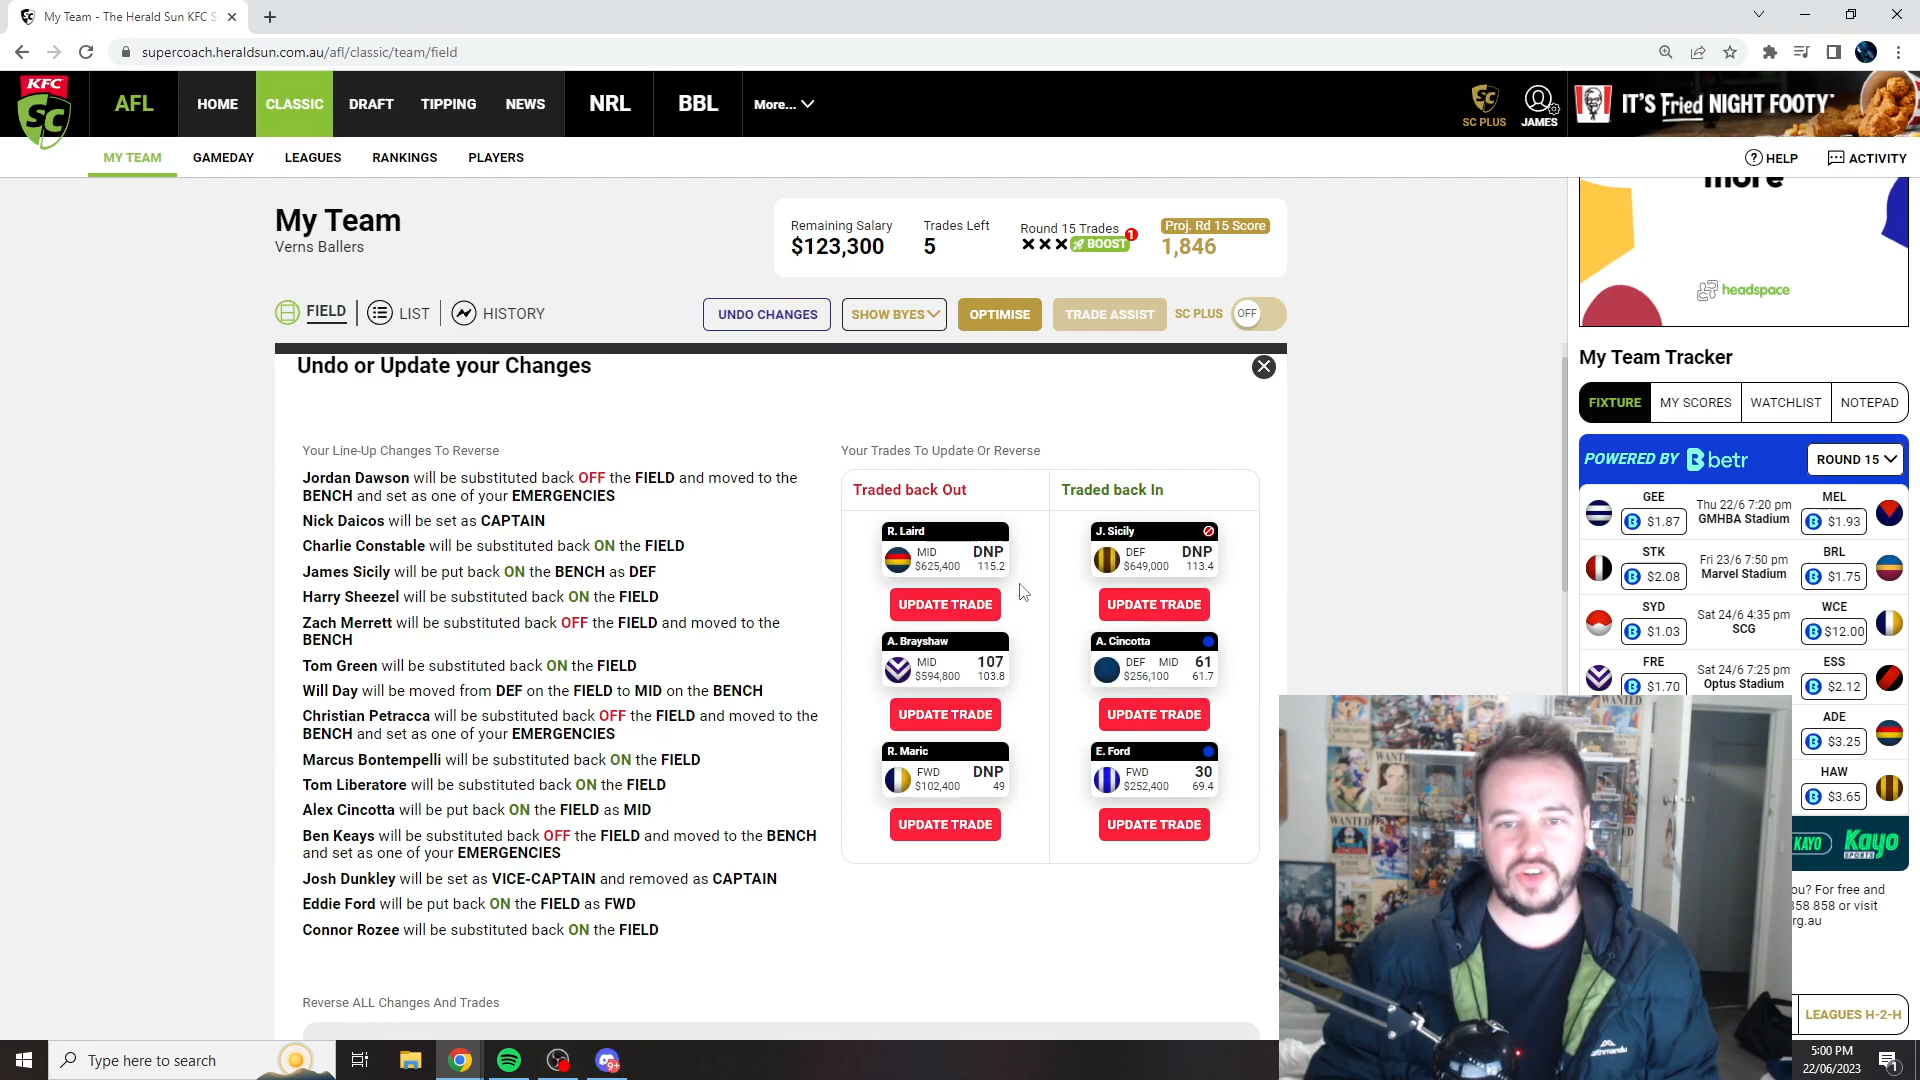 My Team - The Herald Sun KFC S
supercoach.heraldsun.com.au/afl/classic/team/field
KFC
SC
AFL
HOME
CLASSIC
DRAFT
TIPPING
NEWS
NRL
BBL
More...
SC
SC PLUS
JAMES
KFC
IT'S Fried NIGHT FOOTY
MY TEAM
GAMEDAY
LEAGUES
RANKINGS
PLAYERS
? HELP
ACTIVITY
My Team
Verns Ballers
Remaining Salary
$123,300
Trades Left
5
Round 15 Trades
1
BOOST
Proj. Rd 15 Score
1,846
more
headspace
FIELD
LIST
HISTORY
UNDO CHANGES
SHOW BYES
OPTIMISE
TRADE ASSIST
SC PLUS
OFF
Undo or Update your Changes
Your Line-Up Changes To Reverse
Jordan Dawson will be substituted back OFF the FIELD and moved to the
BENCH and set as one of your EMERGENCIES
Nick Daicos will be set as CAPTAIN
Charlie Constable will be substituted back ON the FIELD
James Sicily will be put back ON the BENCH as DEF
Harry Sheezel will be substituted back ON the FIELD
Zach Merrett will be substituted back OFF the FIELD and moved to the
BENCH
Tom Green will be substituted back ON the FIELD
Will Day will be moved from DEF on the FIELD to MID on the BENCH
Christian Petracca will be substituted back OFF the FIELD and moved to the
BENCH and set as one of your EMERGENCIES
Marcus Bontempelli will be substituted back ON the FIELD
Tom Liberatore will be substituted back ON the FIELD
Alex Cincotta will be put back ON the FIELD as MID
Ben Keays will be substituted back OFF the FIELD and moved to the BENCH
and set as one of your EMERGENCIES
Josh Dunkley will be set as VICE-CAPTAIN and removed as CAPTAIN
Eddie Ford will be put back ON the FIELD as FWD
Connor Rozee will be substituted back ON the FIELD
Reverse ALL Changes And Trades
Your Trades To Update Or Reverse
Traded back Out
Traded back In
R. Laird
MID DNP
$625,400 115.2
UPDATE TRADE
J. Sicily
DEF DNP
$649,000 113.4
UPDATE TRADE
A. Brayshaw
MID 107
$594,800 103.8
UPDATE TRADE
A. Cincotta
DEF MID 61
$256,100 61.7
UPDATE TRADE
R. Maric
FWD DNP
$102,400 49
UPDATE TRADE
E. Ford
FWD 30
$252,400 69.4
UPDATE TRADE
My Team Tracker
FIXTURE
MY SCORES
WATCHLIST
NOTEPAD
POWERED BY betr
ROUND 15
GEE Thu 22/6 7:20 pm MEL
$1.87 GMHBA Stadium $1.93
STK Fri 23/6 7:50 pm BRL
$2.08 Marvel Stadium $1.75
SYD Sat 24/6 4:35 pm WCE
$1.03 SCG $12.00
FRE Sat 24/6 7:25 pm ESS
$1.70 Optus Stadium $2.12
ADE
$3.25
HAW
$3.65
KAYO
Kayo
SPORTS
ou? For free and
858 858 or visit
rg.au
LEAGUES H-2-H
WANTED
Type here to search
9+
5:00 PM
22/06/2023
1